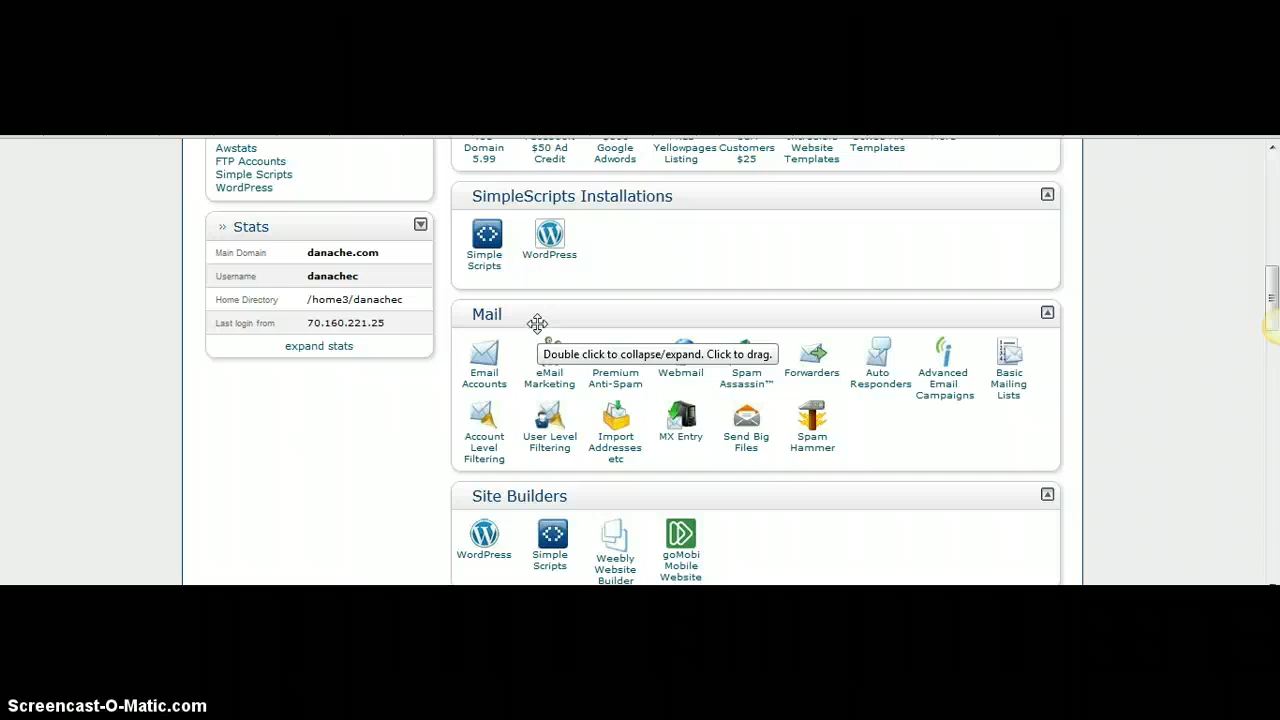 Awstats
FTP Accounts
Simple Scripts
WordPress
Stats
Main Domain danache.com
Username danachec
Home Directory /home3/danachec
Last login from 70.160.221.25
expand stats
Domain
5.99
$50 Ad
Credit
Google
Adwords
Yellowpages
Listing
Customers
$25
Website
Templates
Templates
SimpleScripts Installations
Simple
Scripts
WordPress
Mail
Double click to collapse/expand. Click to drag.
Email
Accounts
eMail
Marketing
Premium
Anti-Spam
Webmail
Spam
Assassin™
Forwarders
Auto
Responders
Advanced
Email
Campaigns
Basic
Mailing
Lists
Account
Level
Filtering
User Level
Filtering
Import
Addresses
etc
MX Entry
Send Big
Files
Spam
Hammer
Site Builders
WordPress
Simple
Scripts
Weebly
Website
Builder
goMobi
Mobile
Website
Screencast-O-Matic.com